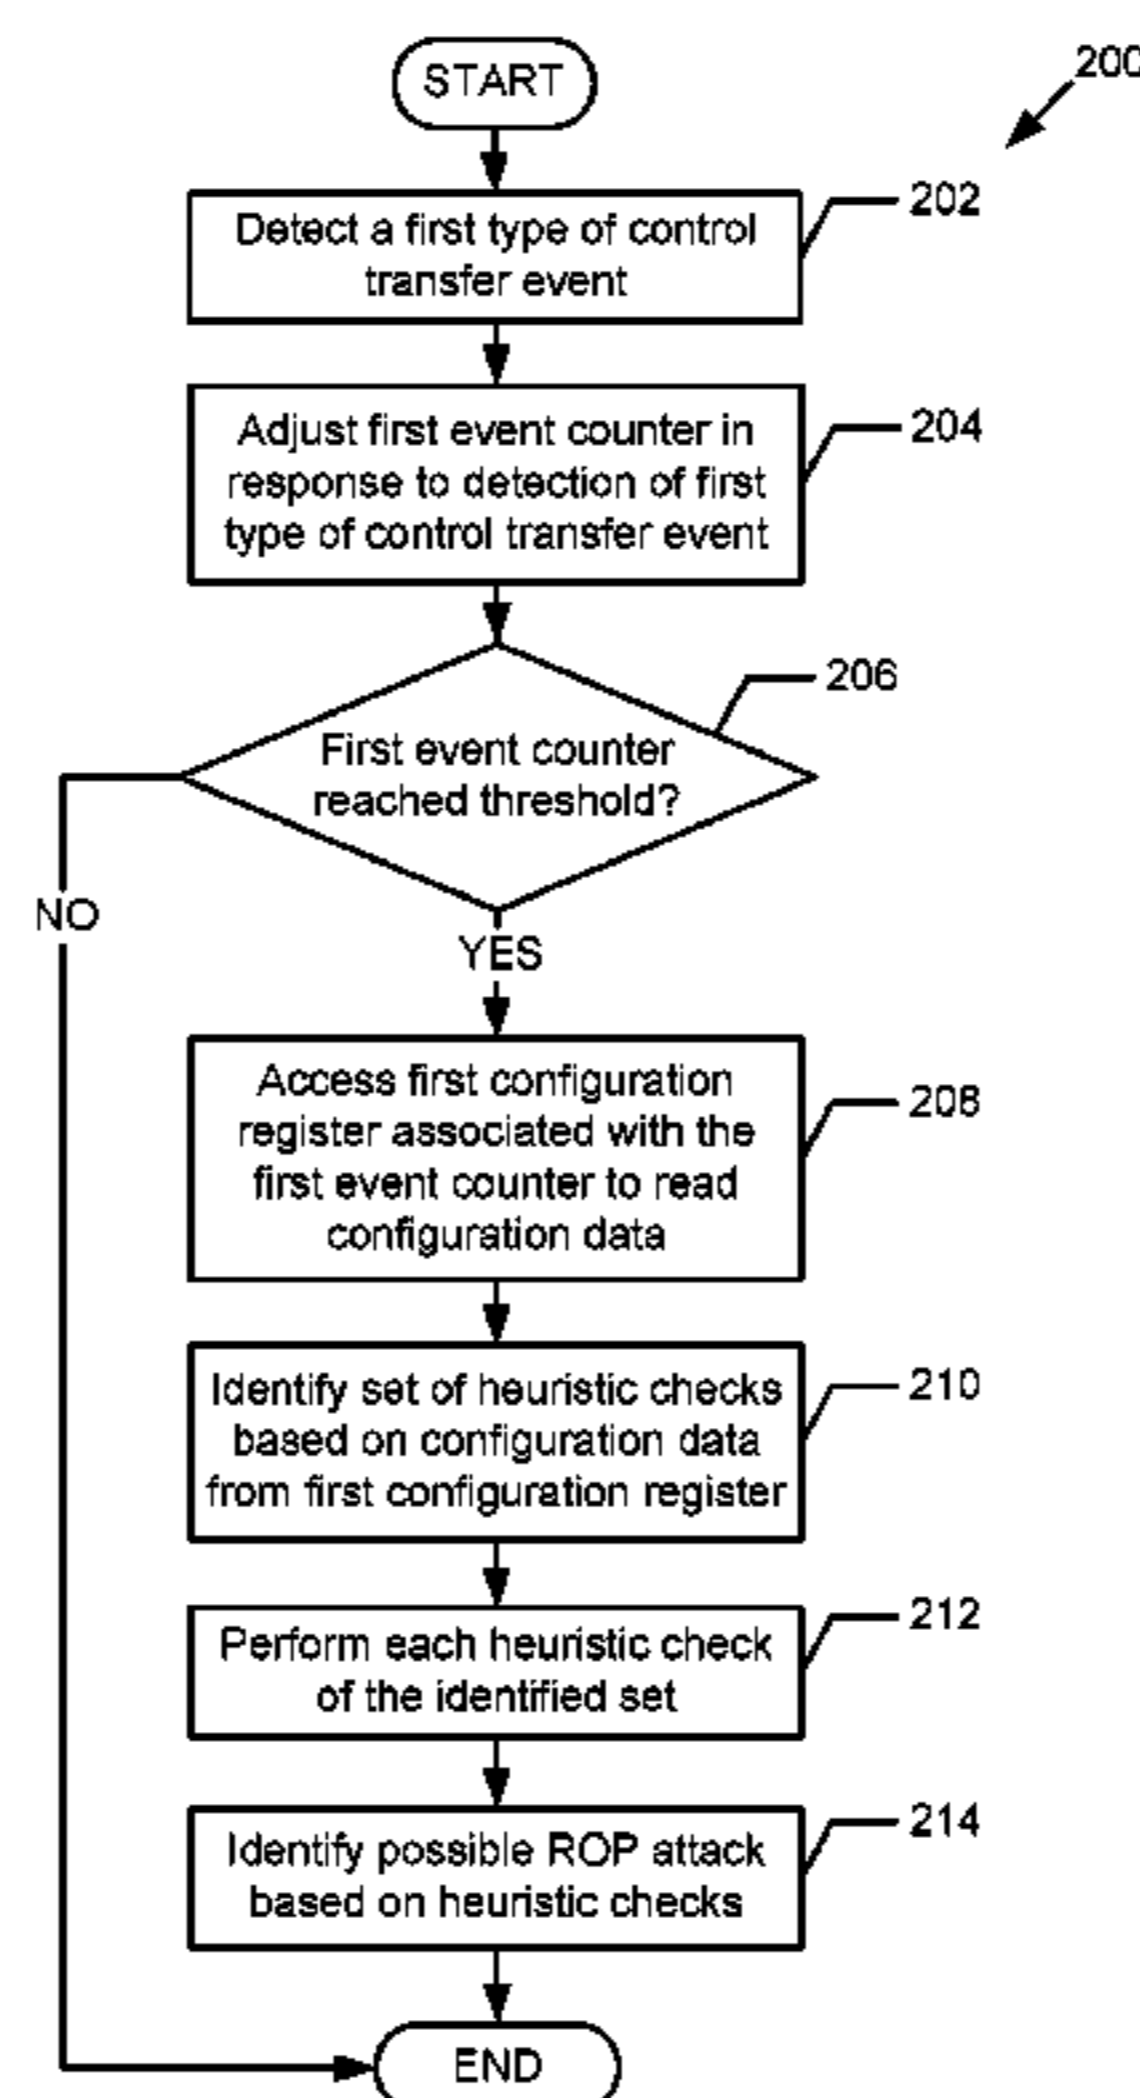 START
200
Detect a first type of control
transfer event
202
Adjust first event counter in
response to detection of first
type of control transfer event
204
First event counter
reached threshold?
206
NO
YES
Access first configuration
register associated with the
first event counter to read
configuration data
208
Identify set of heuristic checks
based on configuration data
from first configuration register
210
Perform each heuristic check
of the identified set
212
Identify possible ROP attack
based on heuristic checks
214
END